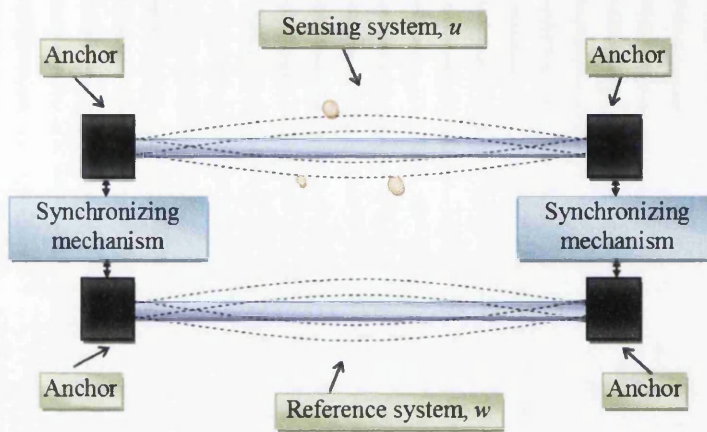 Sensing system, u
Anchor
Anchor
Synchronizing
mechanism
Synchronizing
mechanism
Anchor
Anchor
Reference system, w